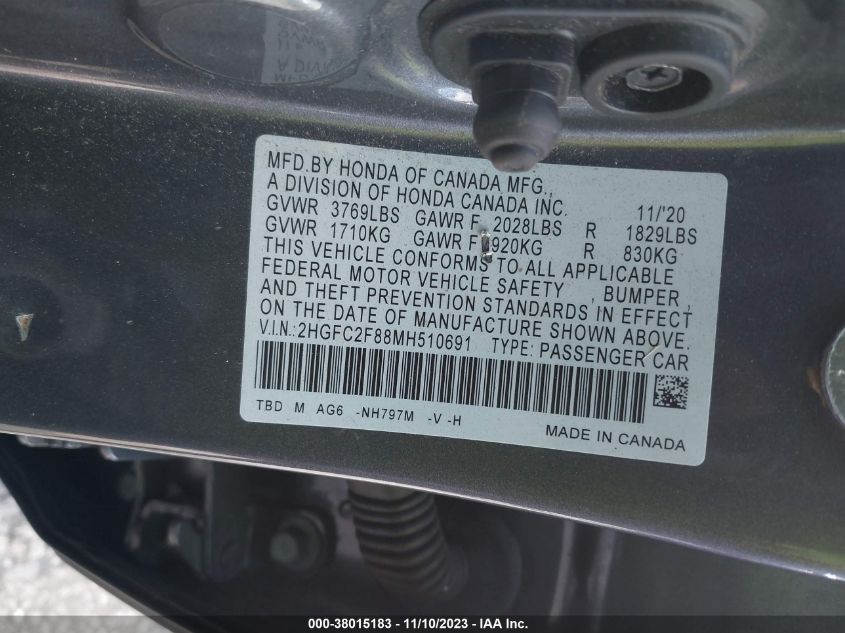 MFD.BY HONDA OF CANADA MFG.,
A DIVISION OF HONDA CANADA INC. 11/'20
GVWR 3769LBS GAWR F 2028LBS R 1829LBS
GVWR 1710KG GAWR F 920KG R 830KG
THIS VEHICLE CONFORMS TO ALL APPLICABLE
FEDERAL MOTOR VEHICLE SAFETY , BUMPER ,
AND THEFT PREVENTION STANDARDS IN EFFECT
ON THE DATE OF MANUFACTURE SHOWN ABOVE.
V.I.N.:2HGFC2F88MH510691 TYPE:PASSENGER CAR
TBD M AG6 -NH797M -V -H
MADE IN CANADA
000-38015183 - 11/10/2023 - IAA Inc.